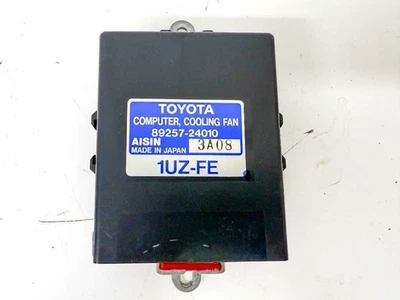 TOYOTA
COMPUTER, COOLING FAN
89257-24010
AISIN
MADE IN JAPAN 3A08
1UZ-FE